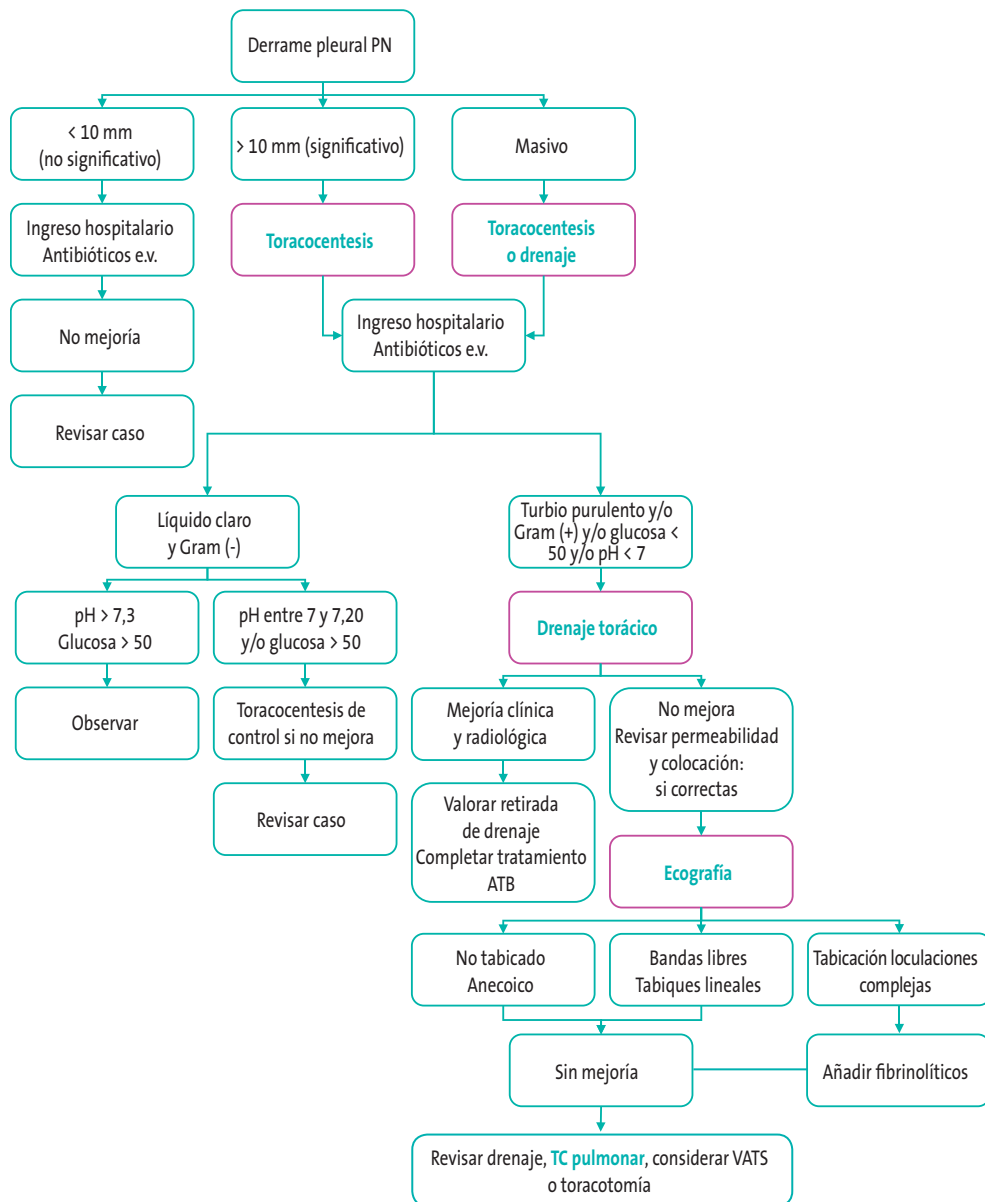 Derrame pleural PN
< 10 mm
(no significativo)
> 10 mm (significativo)
Masivo
Ingreso hospitalario
Antibióticos e.v.
Toracocentesis
Toracocentesis
o drenaje
No mejoría
Ingreso hospitalario
Antibióticos e.v.
Revisar caso
Líquido claro
y Gram (-)
Turbio purulento y/o
Gram (+) y/o glucosa <
50 y/o pH < 7
pH > 7,3
Glucosa > 50
pH entre 7 y 7,20
y/o glucosa > 50
Drenaje torácico
Observar
Toracocentesis de
control si no mejora
Mejoría clínica
y radiológica
No mejora
Revisar permeabilidad
y colocación:
si correctas
Revisar caso
Valorar retirada
de drenaje
Completar tratamiento
ATB
Ecografía
No tabicado
Anecoico
Bandas libres
Tabiques lineales
Tabicación loculaciones
complejas
Sin mejoría
Añadir fibrinolíticos
Revisar drenaje, TC pulmonar, considerar VATS
o toracotomía